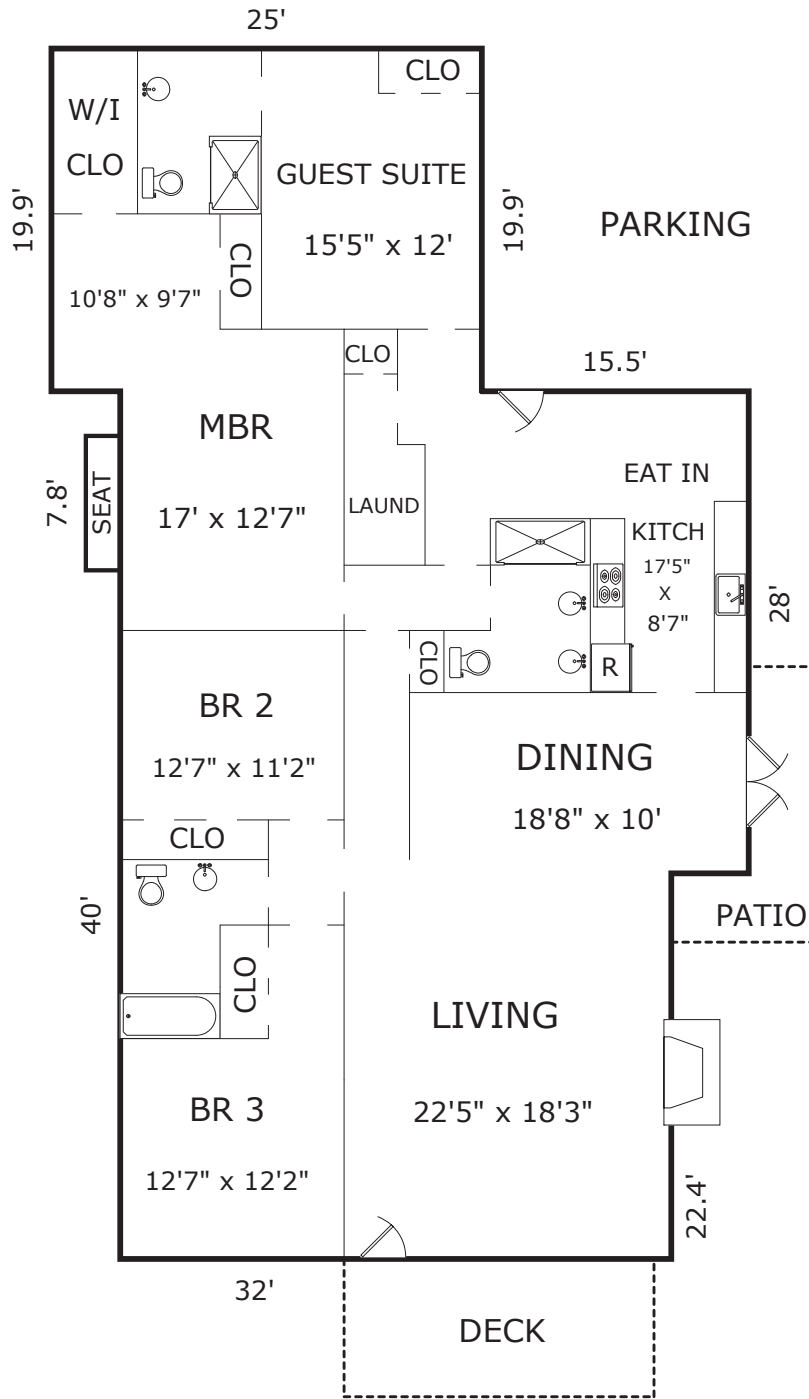 25'
CLO
W/I
CLO
GUEST SUITE
15'5" x 12'
19.9'
19.9'
PARKING
CLO
10'8" x 9'7"
CLO
15.5'
MBR
17' x 12'7"
SEAT
7.8'
LAUND
EAT IN
KITCH
17'5"
X
8'7"
28'
R
CLO
BR 2
12'7" x 11'2"
DINING
18'8" x 10'
CLO
40'
PATIO
CLO
LIVING
22'5" x 18'3"
BR 3
12'7" x 12'2"
22.4'
32'
DECK